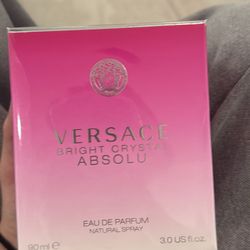 VERSACE
BRIGHT CRYSTAL
ABSOLU
EAU DE PARFUM
NATURAL SPRAY
90 ml e 3.0 US fl.oz.